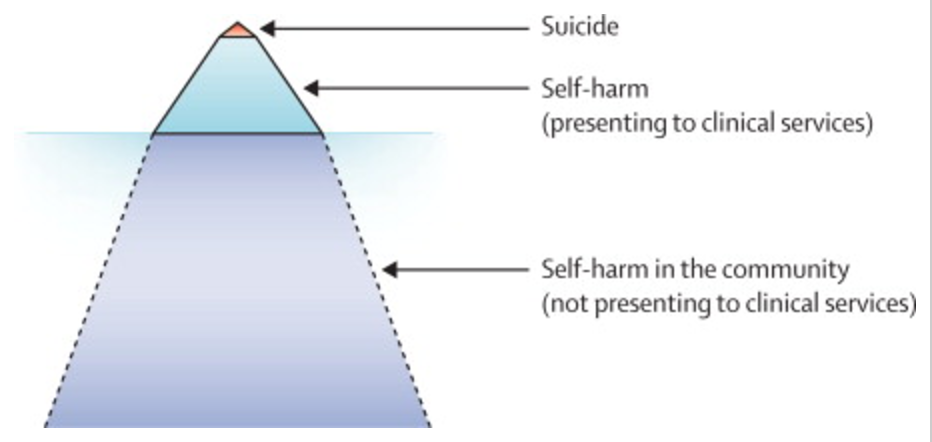 Suicide
Self-harm
(presenting to clinical services)
Self-harm in the community
(not presenting to clinical services)